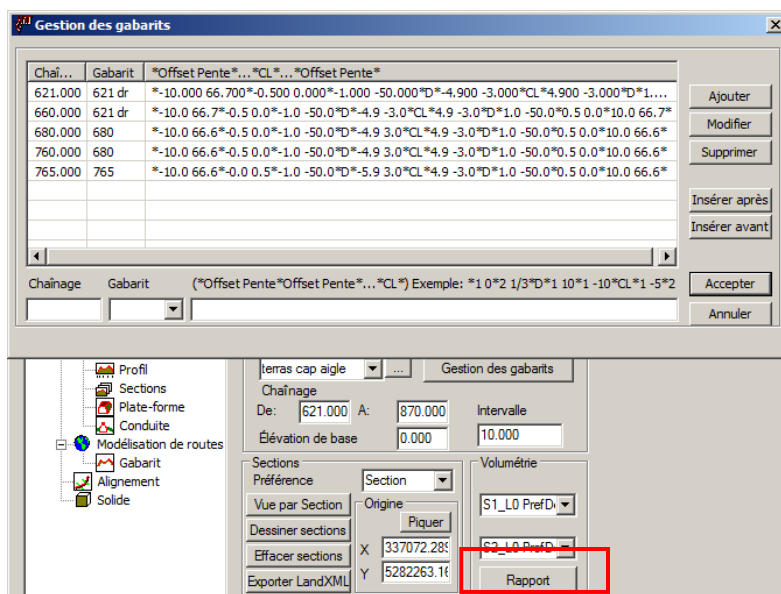 Gestion des gabarits
Chaî... Gabarit *Offset Pente*...*CL*...*Offset Pente*
621.000 621 dr *-10.000 66.700*-0.500 0.000*-1.000 -50.000*D*-4.900 -3.000*CL*4.900 -3.000*D*1....
660.000 621 dr *-10.0 66.7*-0.5 0.0*-1.0 -50.0*D*-4.9 -3.0*CL*4.9 -3.0*D*1.0 -50.0*0.5 0.0*10.0 66.7*
680.000 680 *-10.0 66.6*-0.5 0.0*-1.0 -50.0*D*-4.9 3.0*CL*4.9 -3.0*D*1.0 -50.0*0.5 0.0*10.0 66.6*
760.000 680 *-10.0 66.6*-0.5 0.0*-1.0 -50.0*D*-4.9 3.0*CL*4.9 -3.0*D*1.0 -50.0*0.5 0.0*10.0 66.6*
765.000 765 *-10.0 66.6*-0.0 0.5*-1.0 -50.0*D*-5.9 3.0*CL*4.9 -3.0*D*1.0 -50.0*0.5 0.0*10.0 66.6*
Ajouter
Modifier
Supprimer
Insérer après
Insérer avant
Chaînage Gabarit (*Offset Pente*Offset Pente*...*CL*) Exemple: *1 0*2 1/3*D*1 10*1 -10*CL*1 -5*2
Accepter
Annuler
Profil
Sections
Plate-forme
Conduite
Modélisation de routes
Gabarit
Alignement
Solide
terras cap aigle ... Gestion des gabarits
Chaînage
De: 621.000 A: 870.000 Intervalle
Élévation de base 0.000 10.000
Sections
Préférence Section
Vue par Section
Dessiner sections
Effacer sections
Exporter LandXML
Origine
Piquer
X 337072.289
Y 5282263.16
Volumétrie
S1_L0 PrefD
S2_L0 PrefD
Rapport